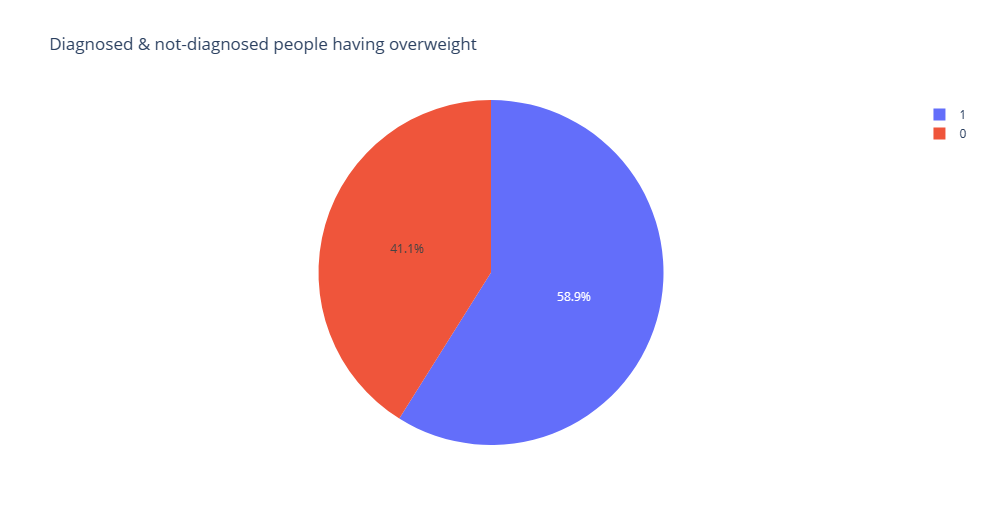 Diagnosed & not-diagnosed people having overweight
1
0
41.1%
58.9%